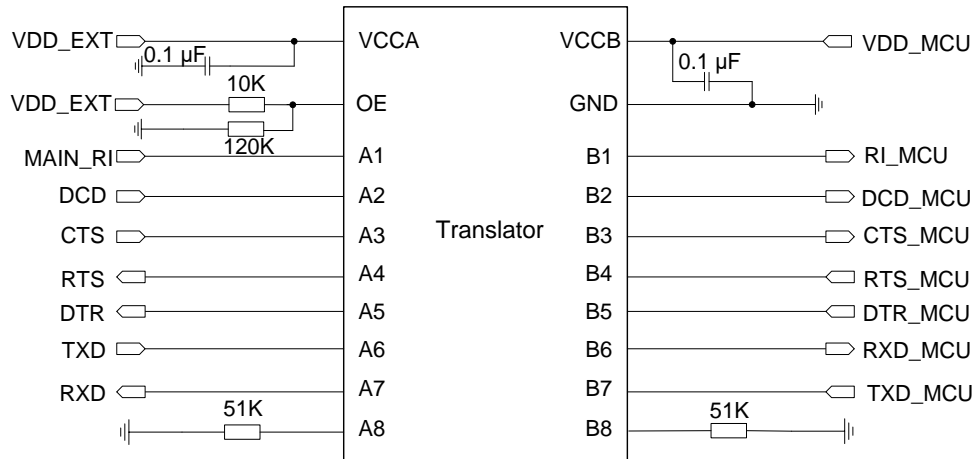 VDD_EXT VCCA VCCB VDD_MCU
0.1 µF 0.1 µF
10K
VDD_EXT OE GND
120K
MAIN_RI A1 B1 RI_MCU
DCD A2 B2 DCD_MCU
CTS A3 Translator B3 CTS_MCU
RTS A4 B4 RTS_MCU
DTR A5 B5 DTR_MCU
TXD A6 B6 RXD_MCU
RXD A7 B7 TXD_MCU
51K 51K
A8 B8